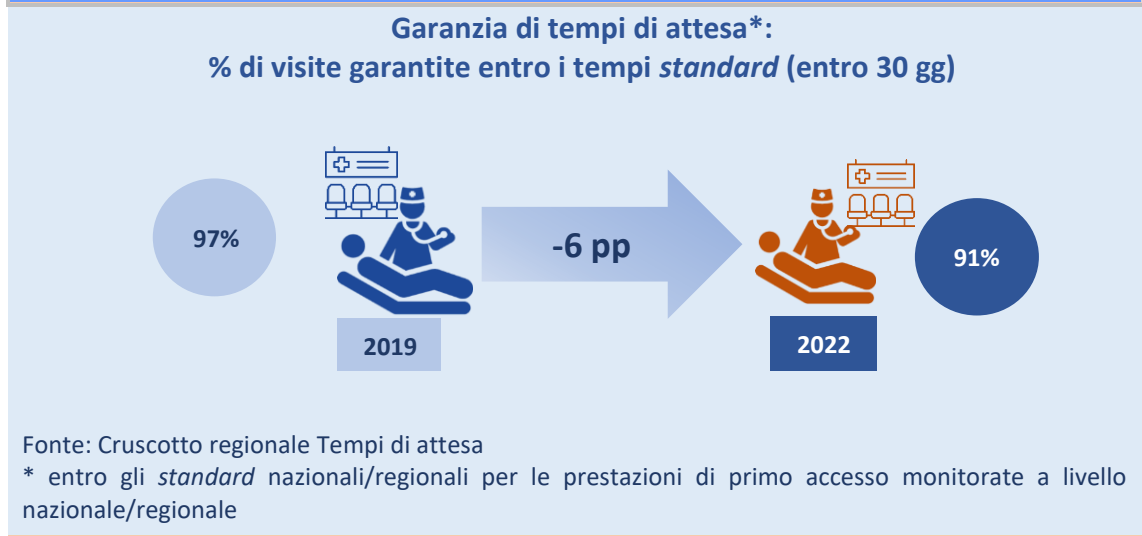 Garanzia di tempi di attesa*:
% di visite garantite entro i tempi standard (entro 30 gg)
97%
-6 pp
91%
2019
2022
Fonte: Cruscotto regionale Tempi di attesa
* entro gli standard nazionali/regionali per le prestazioni di primo accesso monitorate a livello
nazionale/regionale